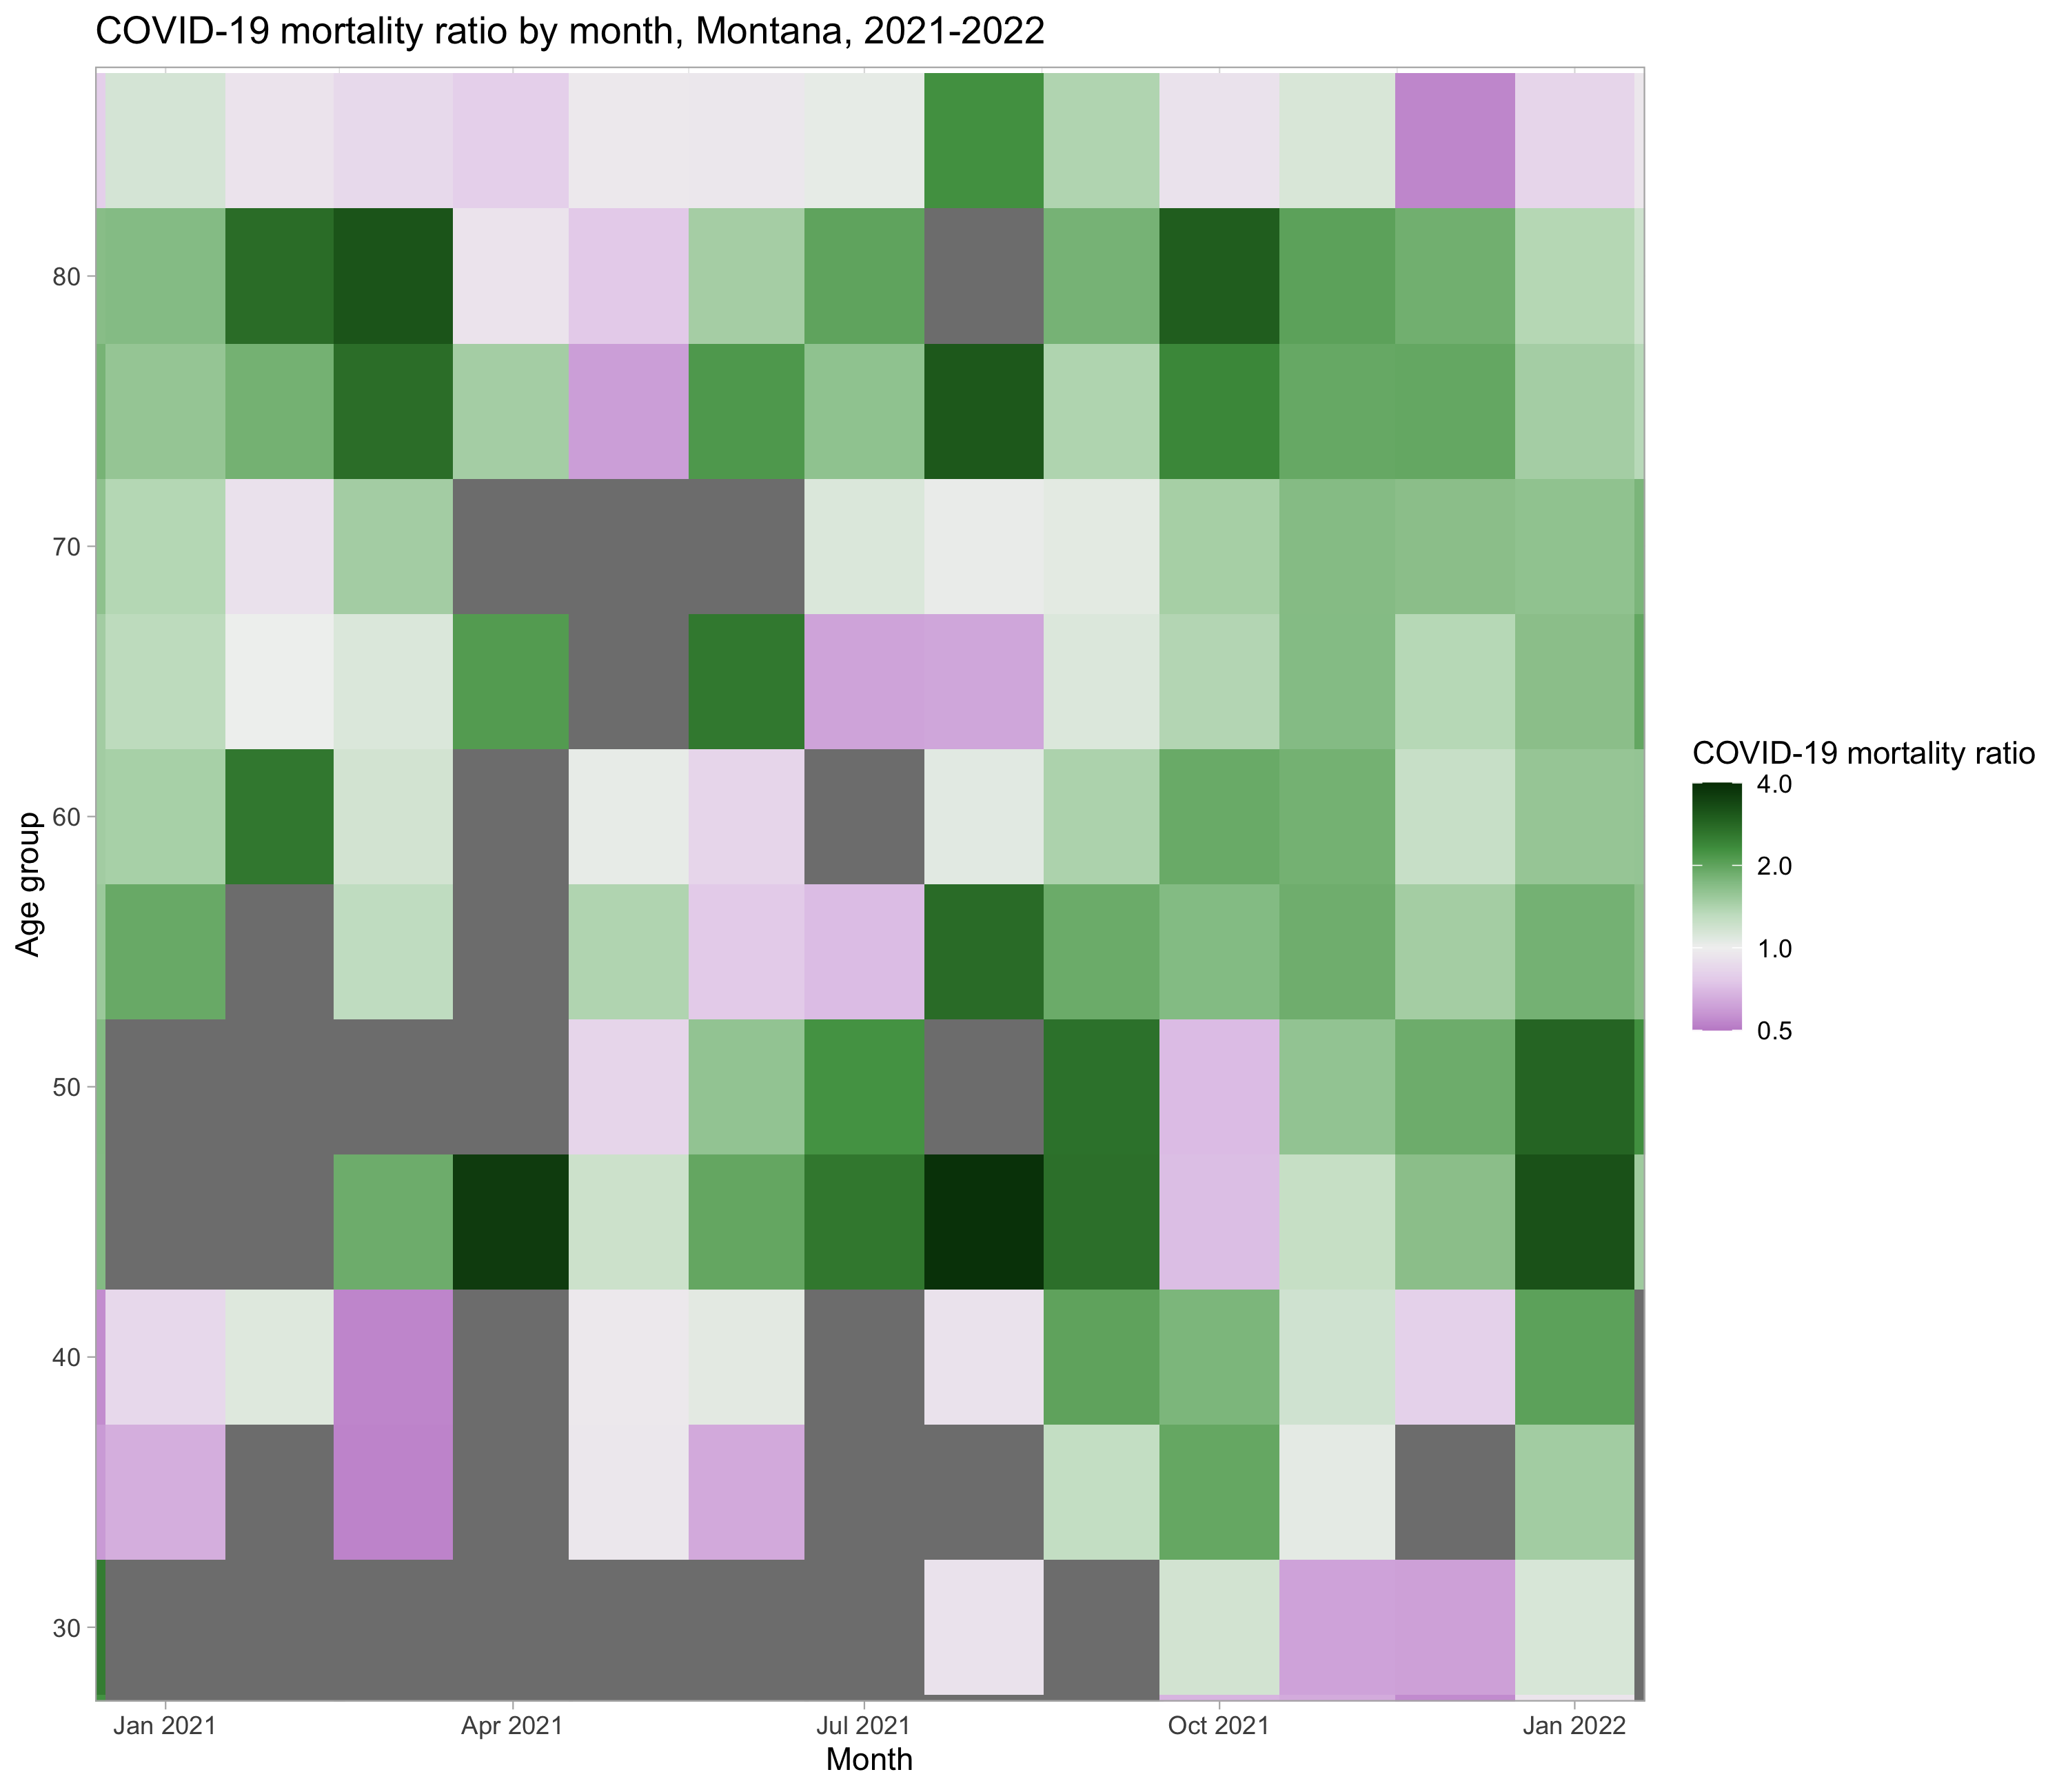 COVID-19 mortality ratio by month, Montana, 2021-2022
80
70
60
50
40
30
Age group
Jan 2021
Apr 2021
Jul 2021
Oct 2021
Jan 2022
Month
COVID-19 mortality ratio
4.0
2.0
1.0
0.5